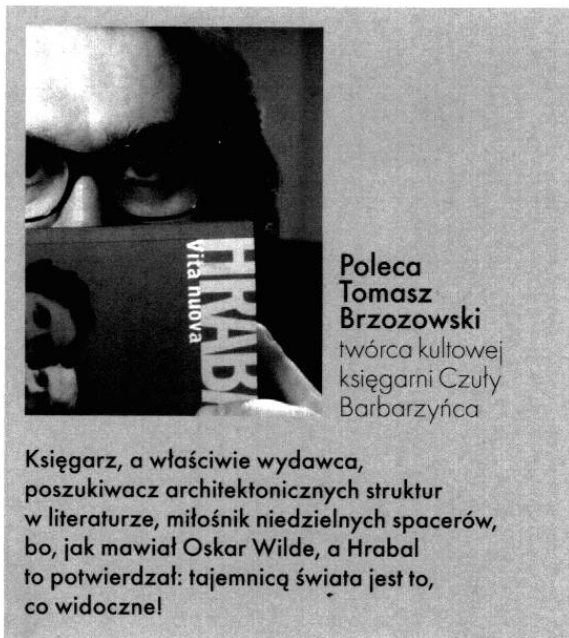 HRABA
Vita nuova
Poleca
Tomasz
Brzozowski
twórca kultowej
księgarni Czuły
Barbarzyńca
Księgarz, a właściwie wydawca,
poszukiwacz architektonicznych struktur
w literaturze, miłośnik niedzielnych spacerów,
bo, jak mawiał Oskar Wilde, a Hrabal
to potwierdzał: tajemnicą świata jest to,
co widoczne!